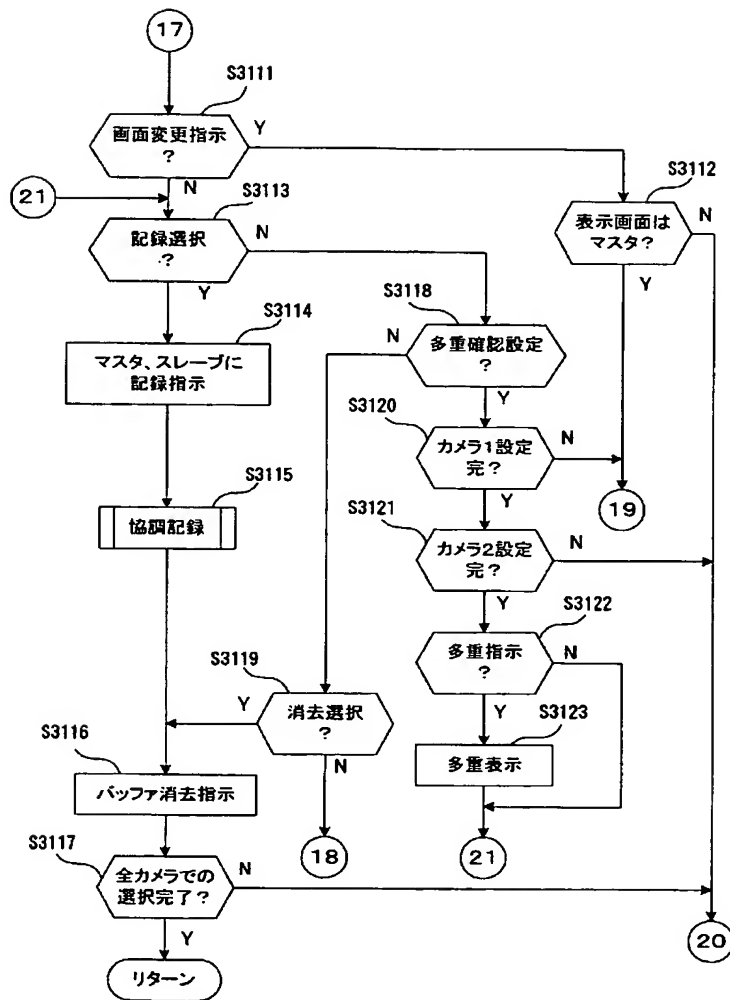 17
S3111
画面変更指示
?
Y
N
21
S3113
記録選択
?
N
Y
S3112
表示画面は
マスタ?
N
Y
S3114
マスタ、スレーブに
記録指示
S3118
多重確認設定
?
N
Y
S3120
カメラ1設定
完?
N
Y
19
S3115
協調記録
S3121
カメラ2設定
完?
N
Y
S3122
多重指示
?
N
Y
S3119
消去選択
?
Y
N
S3123
多重表示
S3116
バッファ消去指示
18
21
S3117
全カメラでの
選択完了?
N
Y
20
リターン